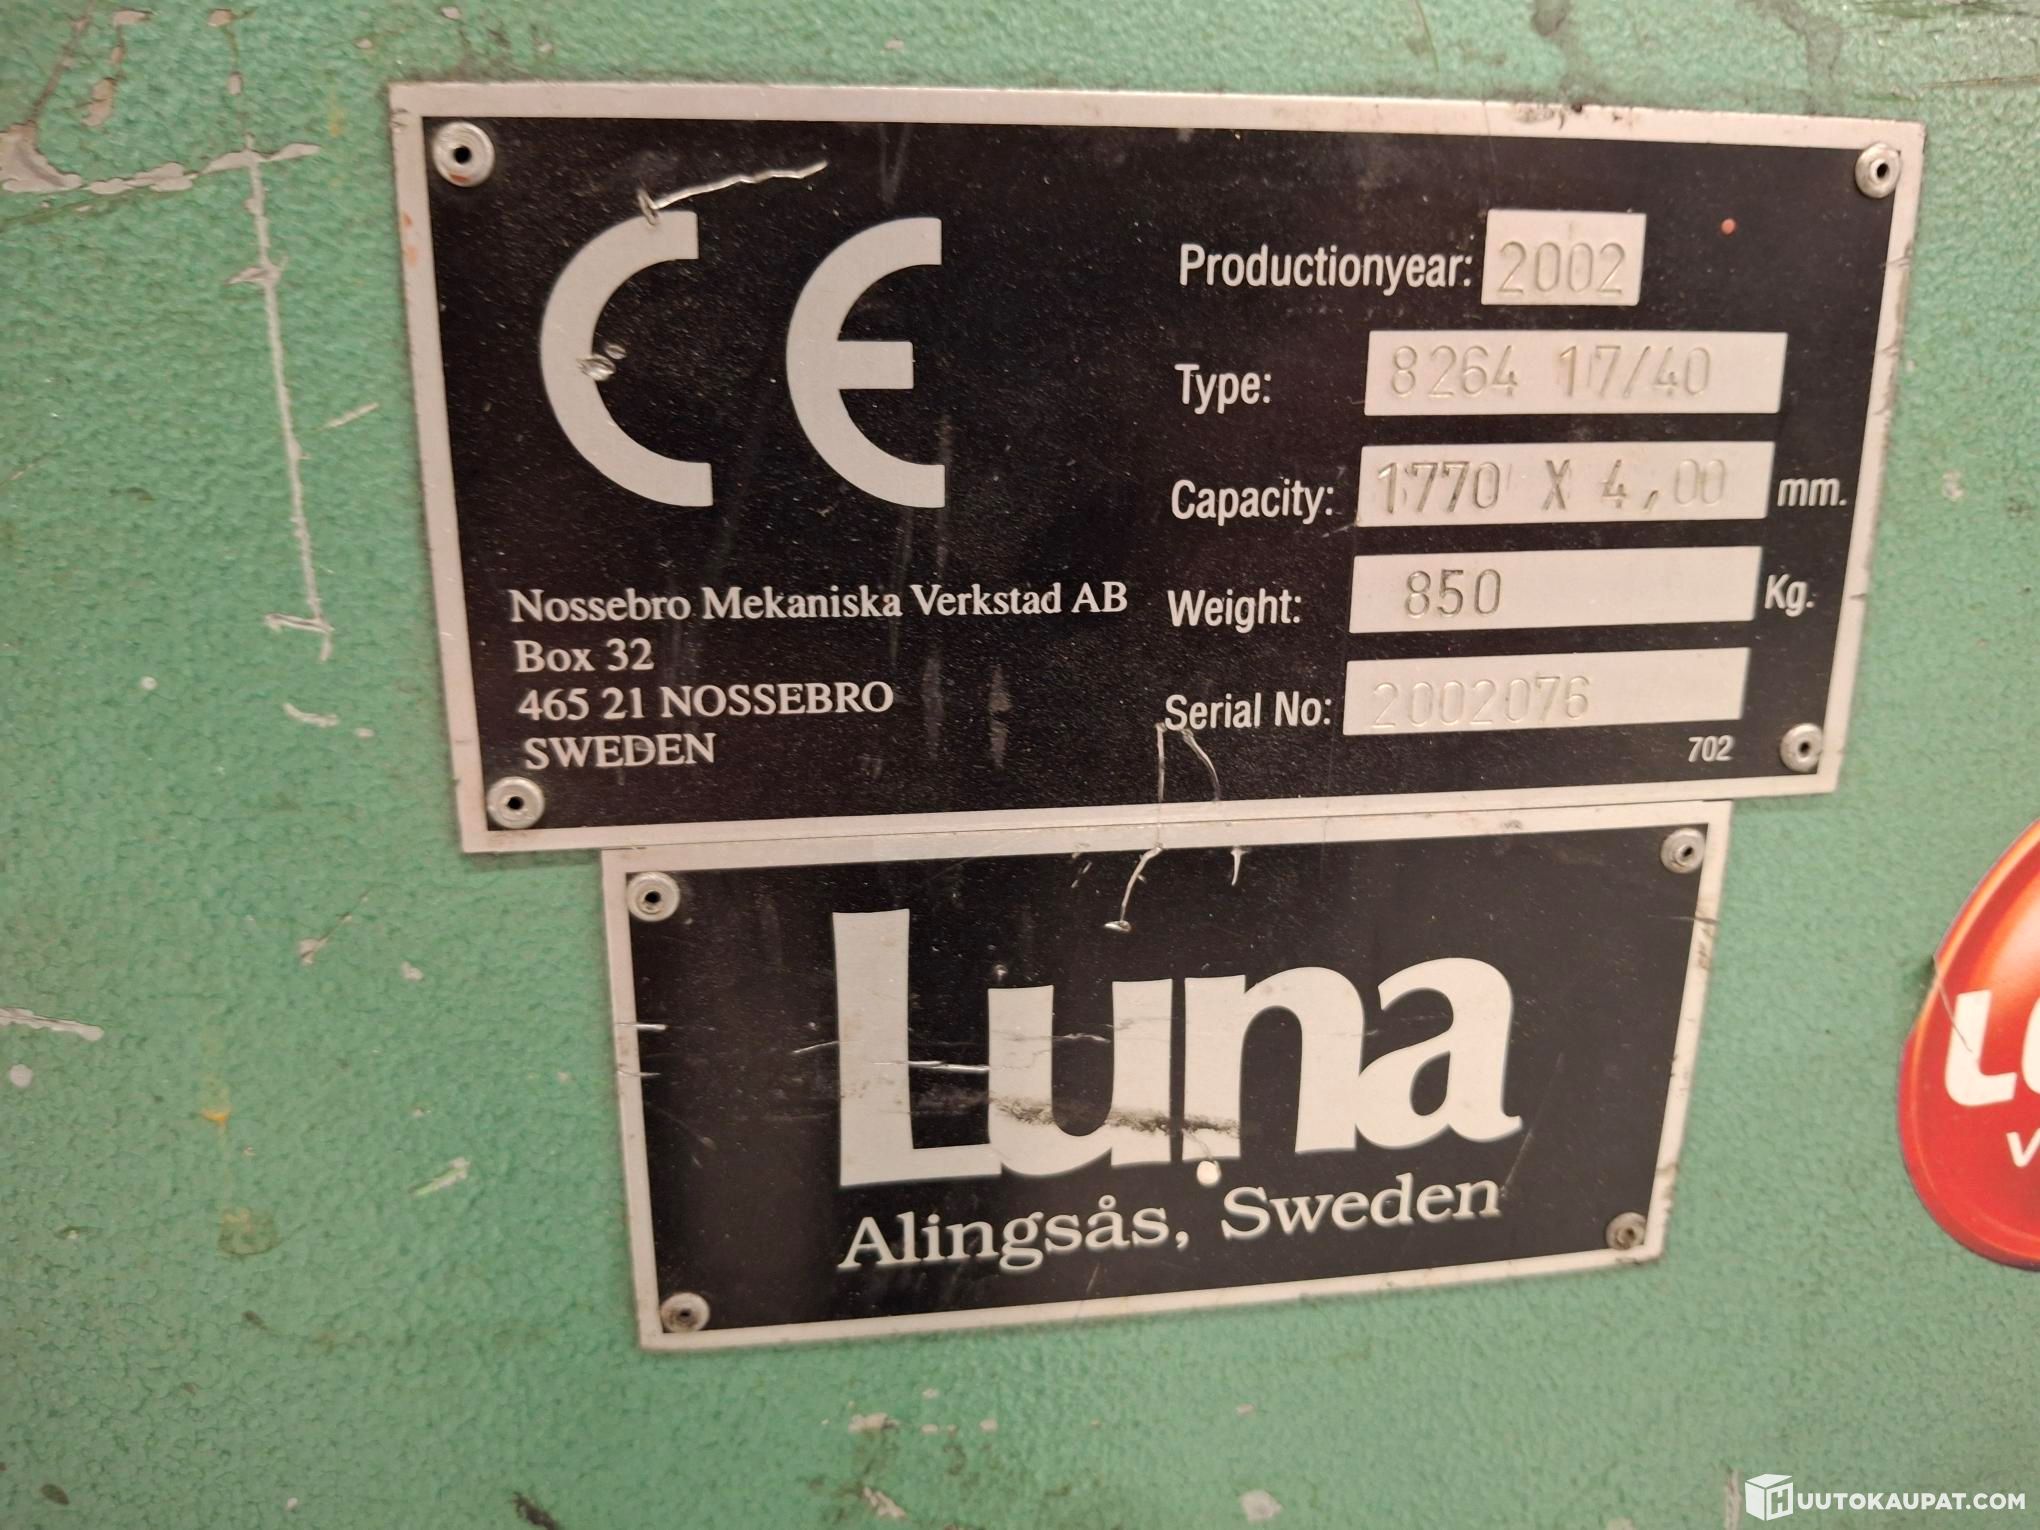 CE
Productionyear: 2002
Type: 8264 17/40
Capacity: 1770 X 4,00 mm.
Weight: 850 Kg.
Serial No: 2002076
702
Nossebro Mekaniska Verkstad AB
Box 32
465 21 NOSSEBRO
SWEDEN
Luna
Alingsås, Sweden
HUUTOKAUPAT.COM